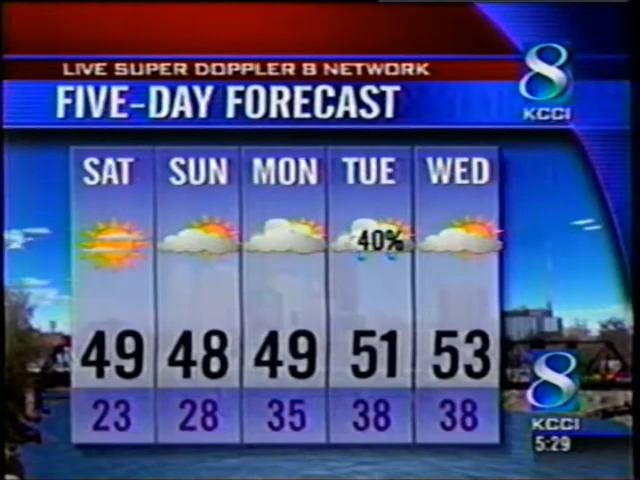 LIVE SUPER DOPPLER 8 NETWORK
FIVE-DAY FORECAST
8
KCCI
SAT SUN MON TUE WED
40%
49 48 49 51 53
23 28 35 38 38
8
KCCI
5:29